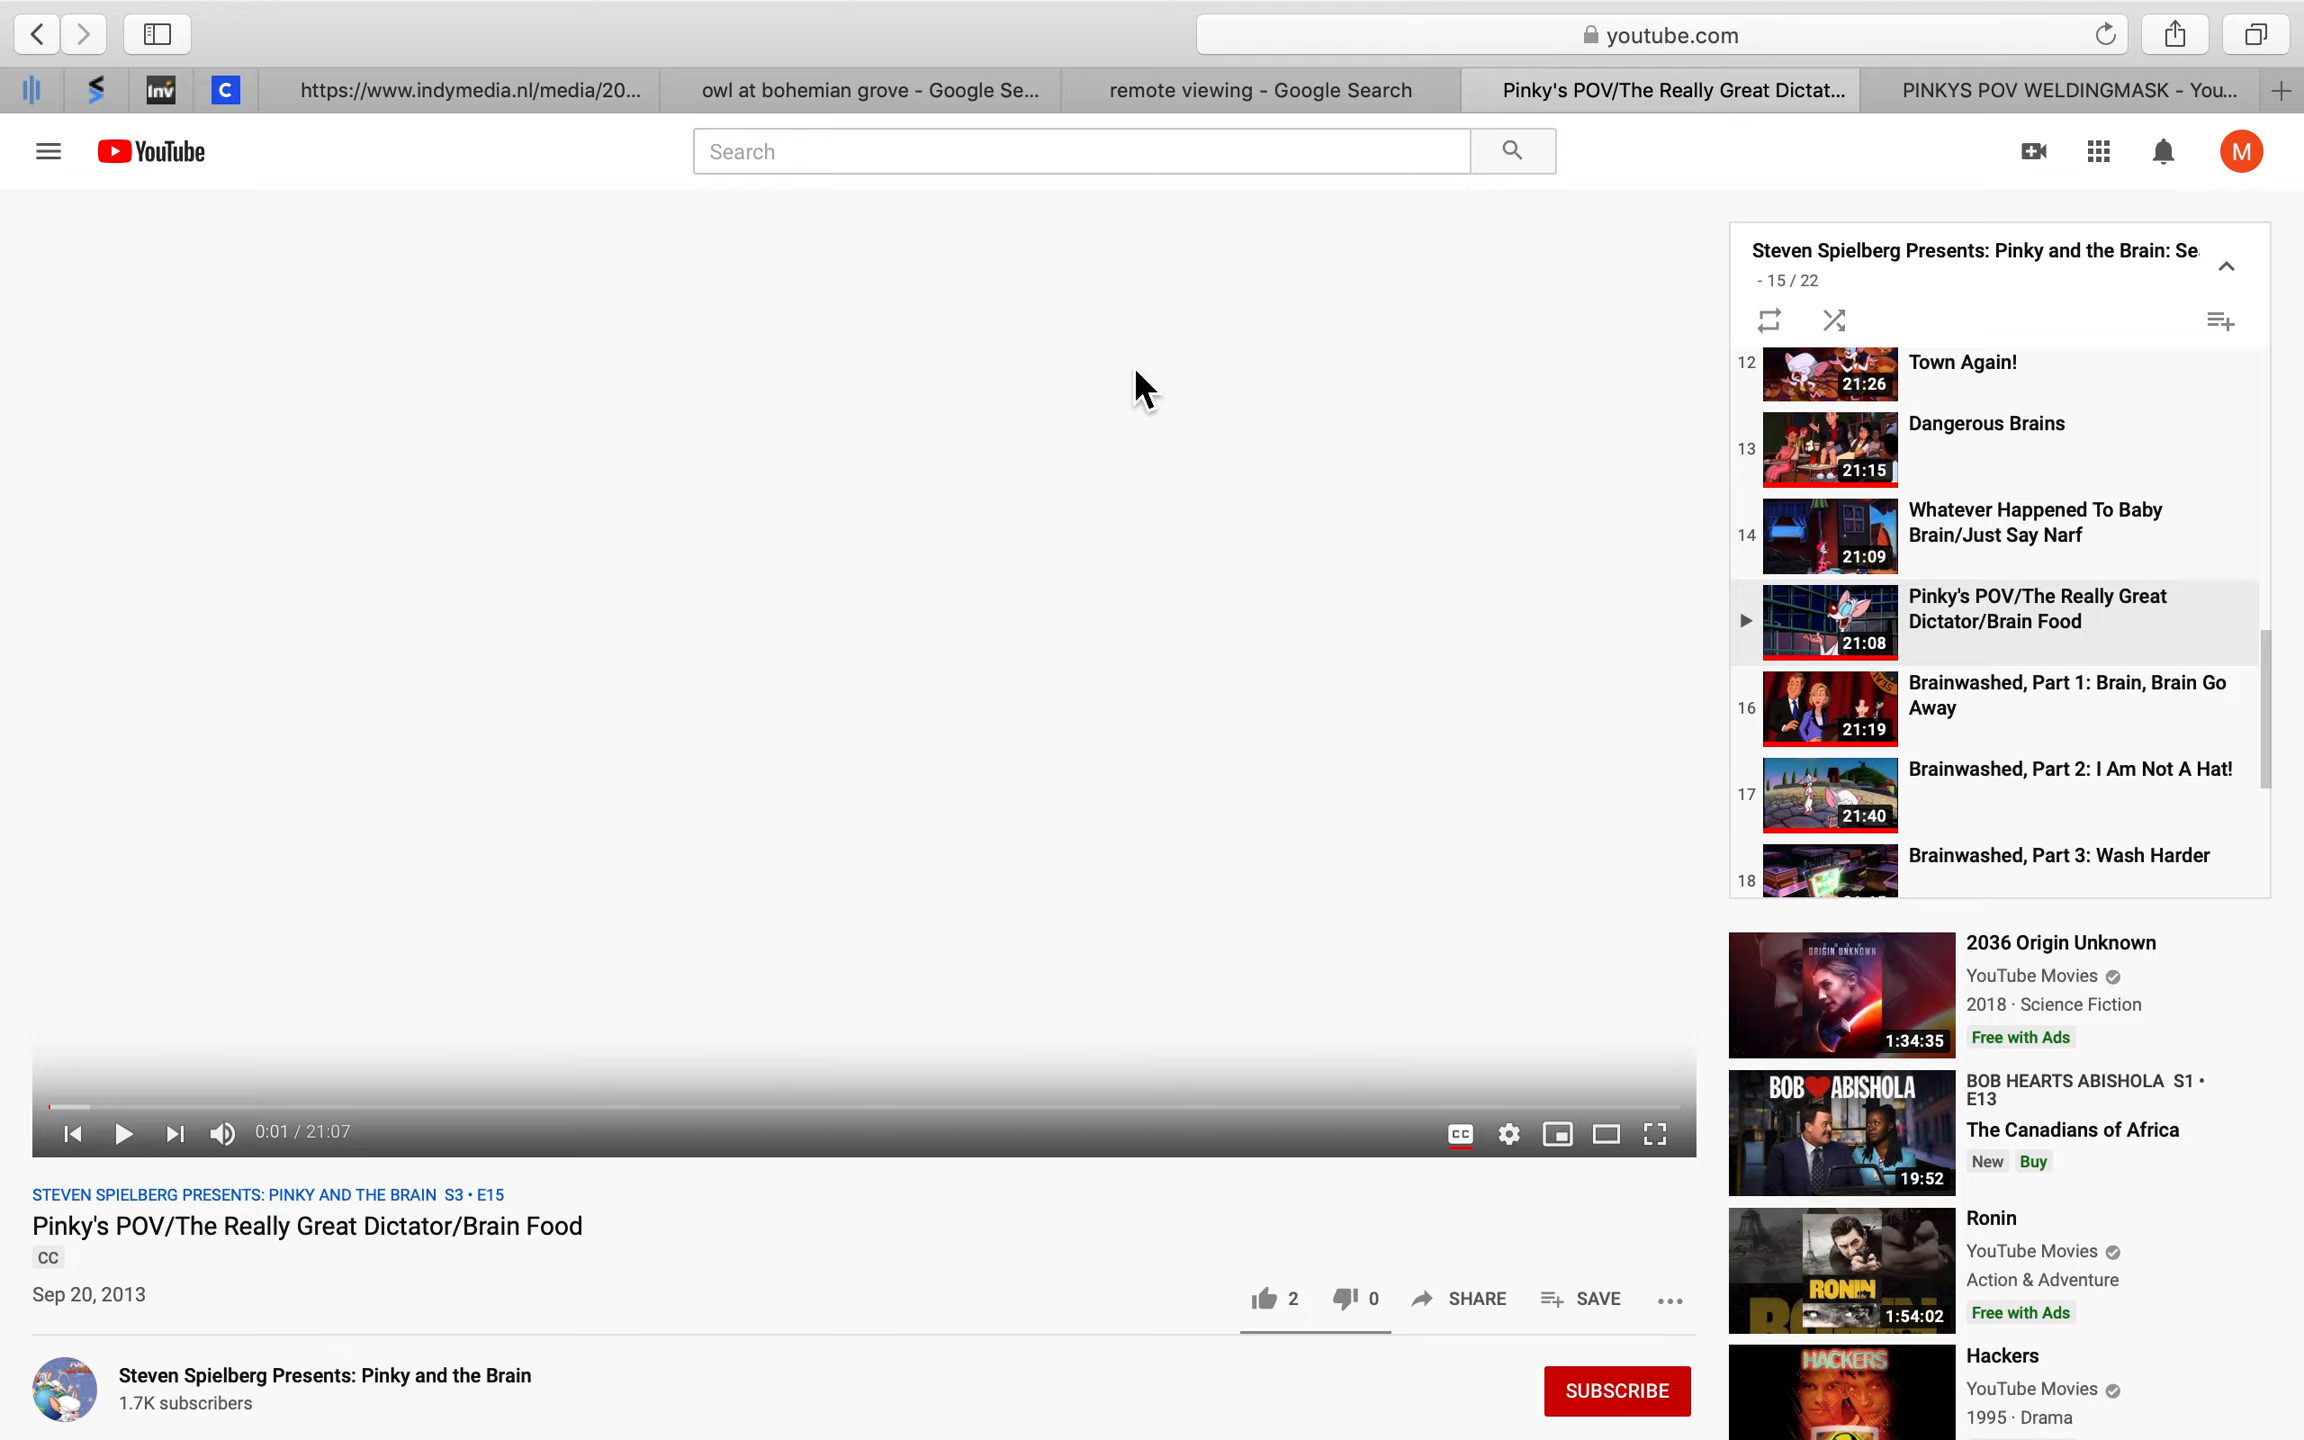 youtube.com
Inv
C
https://www.indymedia.nl/media/20...
owl at bohemian grove - Google Se...
remote viewing - Google Search
Pinky's POV/The Really Great Dictat...
PINKYS POV WELDINGMASK - You...
YouTube
Search
M
Steven Spielberg Presents: Pinky and the Brain: Se
- 15 / 22
12
21:26
Town Again!
13
21:15
Dangerous Brains
14
21:09
Whatever Happened To Baby
Brain/Just Say Narf
21:08
Pinky's POV/The Really Great
Dictator/Brain Food
16
21:19
Brainwashed, Part 1: Brain, Brain Go
Away
17
21:40
Brainwashed, Part 2: I Am Not A Hat!
18
Brainwashed, Part 3: Wash Harder
ORIGIN UNKNOWN
1:34:35
2036 Origin Unknown
YouTube Movies
2018 · Science Fiction
Free with Ads
BOB ABISHOLA
19:52
BOB HEARTS ABISHOLA S1 •
E13
The Canadians of Africa
New Buy
RONIN
1:54:02
Ronin
YouTube Movies
Action & Adventure
Free with Ads
HACKERS
Hackers
YouTube Movies
1995 · Drama
0:01 / 21:07
CC
STEVEN SPIELBERG PRESENTS: PINKY AND THE BRAIN S3 • E15
Pinky's POV/The Really Great Dictator/Brain Food
CC
Sep 20, 2013
2
0
SHARE
SAVE
Steven Spielberg Presents: Pinky and the Brain
1.7K subscribers
SUBSCRIBE